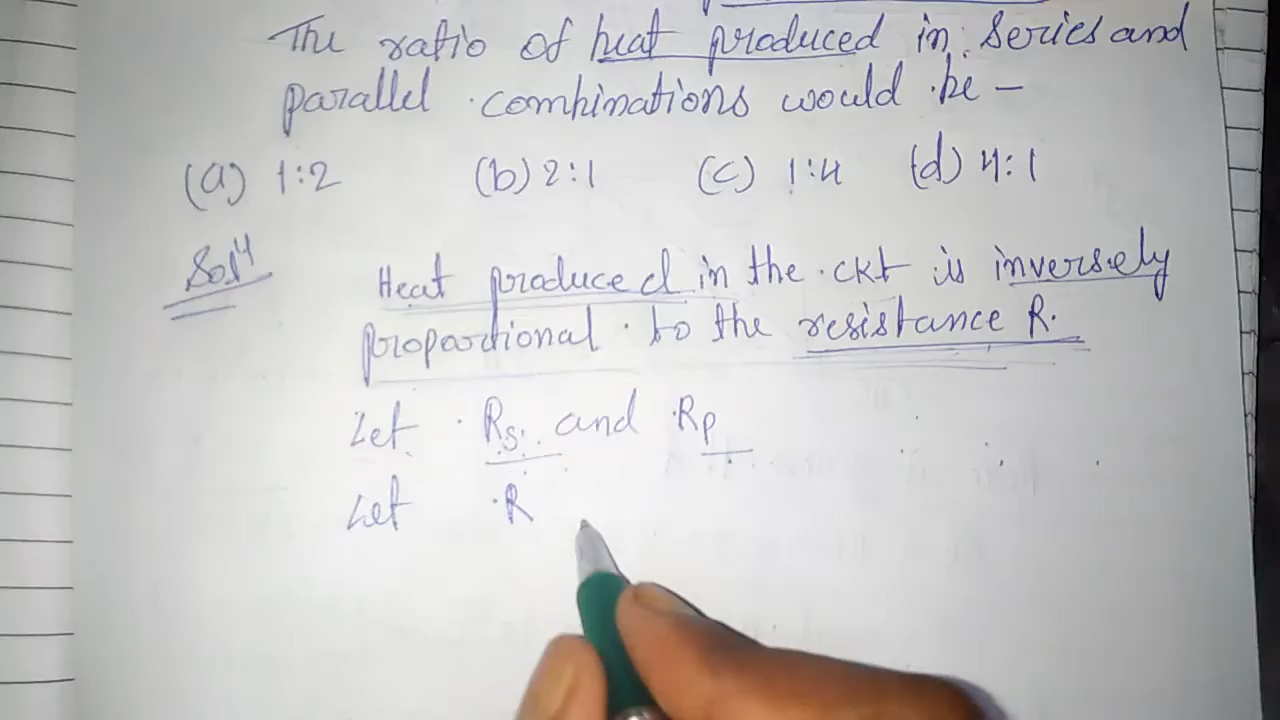 The ratio of heat produced in series and
parallel combinations would be -
(a) 1:2 (b) 2:1 (c) 1:4 (d) 4:1
Soln Heat produced in the ckt is inversely
proportional to the resistance R.
Let Rs and Rp
Let R